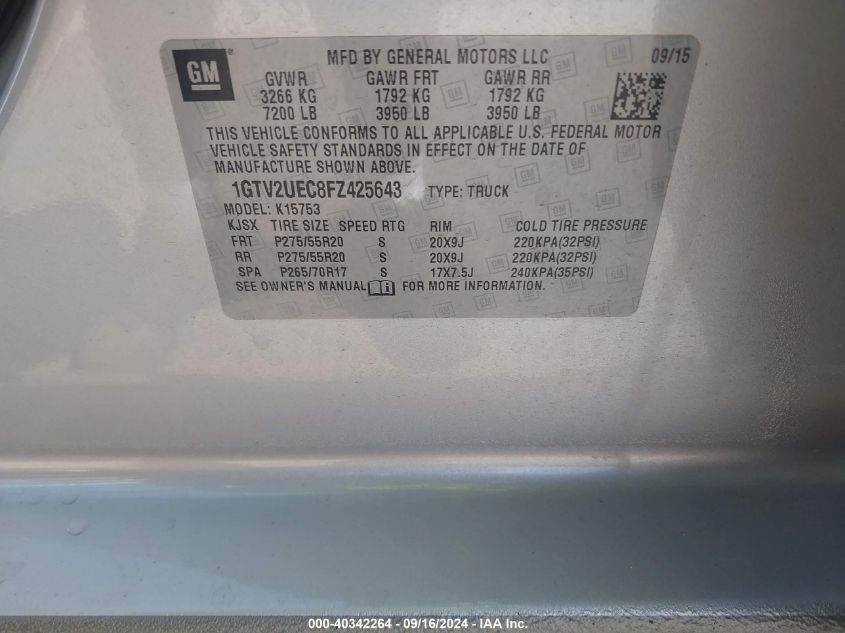 GM ®
MFD BY GENERAL MOTORS LLC 09/15
GVWR GAWR FRT GAWR RR
3266 KG 1792 KG 1792 KG
7200 LB 3950 LB 3950 LB
THIS VEHICLE CONFORMS TO ALL APPLICABLE U.S. FEDERAL MOTOR
VEHICLE SAFETY STANDARDS IN EFFECT ON THE DATE OF
MANUFACTURE SHOWN ABOVE.
1GTV2UEC8FZ425643 TYPE: TRUCK
MODEL: K15753
KJSX TIRE SIZE SPEED RTG RIM COLD TIRE PRESSURE
FRT P275/55R20 S 20X9J 220KPA(32PSI)
RR P275/55R20 S 20X9J 220KPA(32PSI)
SPA P265/70R17 S 17X7.5J 240KPA(35PSI)
SEE OWNER'S MANUAL FOR MORE INFORMATION.
000-40342264 - 09/16/2024 - IAA Inc.